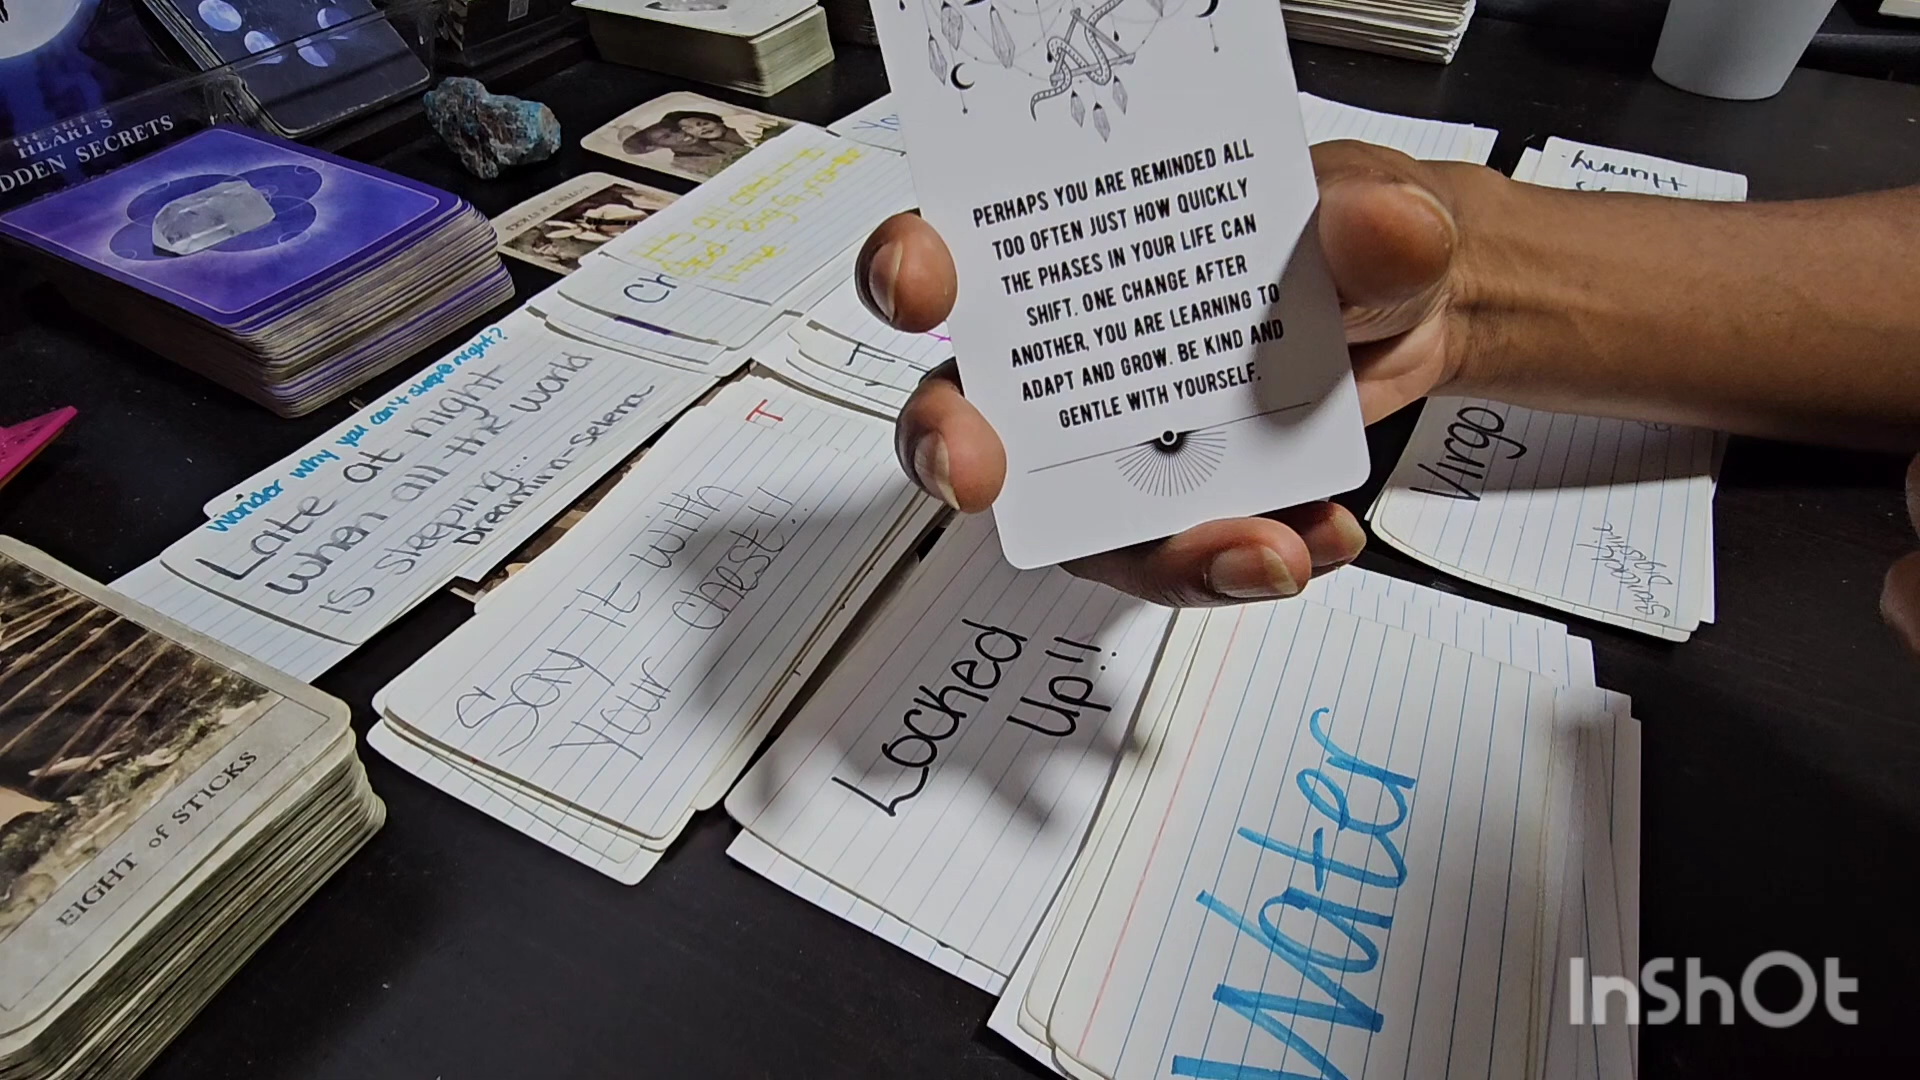 HEART'S
DDEN SECRETS
PERHAPS YOU ARE REMINDED ALL
TOO OFTEN JUST HOW QUICKLY
THE PHASES IN YOUR LIFE CAN
SHIFT. ONE CHANGE AFTER
ANOTHER, YOU ARE LEARNING TO
ADAPT AND GROW. BE KIND AND
GENTLE WITH YOURSELF.
Wonder why you can't sleep @ night?
Late at night
when all the world
is sleeping...
Dreamin-Selena
Say it with
your chest!!
Locked
Up!!
Water
Virgo
EIGHT of STICKS
InShOt